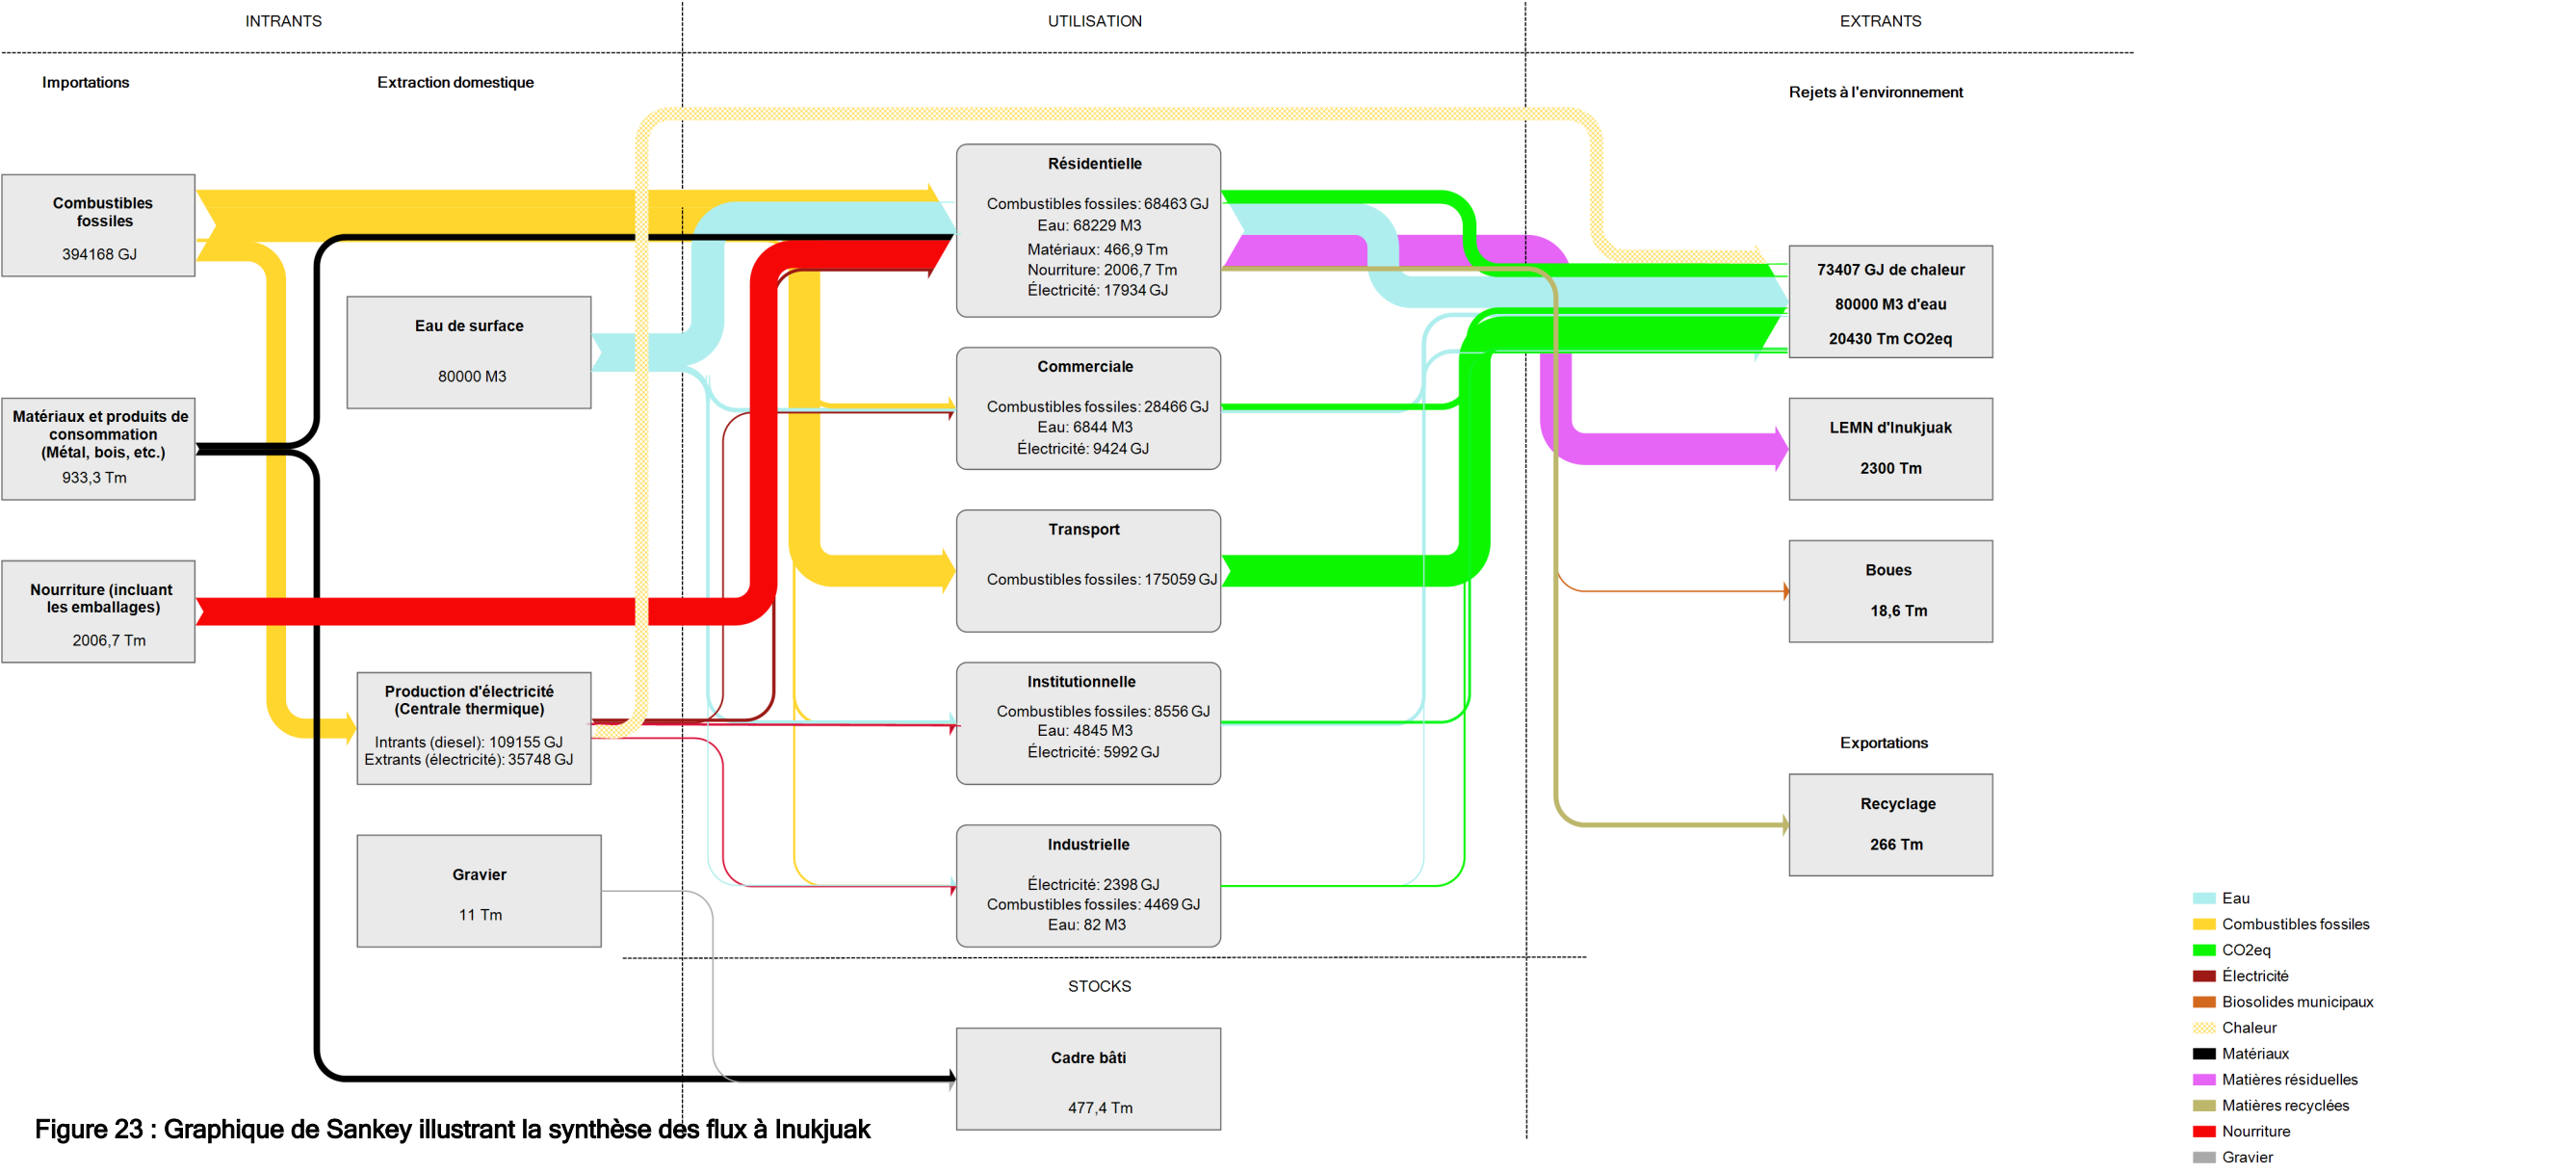 INTRANTS
UTILISATION
EXTRANTS
Importations
Extraction domestique
Rejets à l'environnement
Combustibles
fossiles
394168 GJ
Matériaux et produits de
consommation
(Métal, bois, etc.)
933,3 Tm
Nourriture (incluant
les emballages)
2006,7 Tm
Eau de surface
80000 M3
Production d'électricité
(Centrale thermique)
Intrants (diesel): 109155 GJ
Extrants (électricité): 35748 GJ
Gravier
11 Tm
Résidentielle
Combustibles fossiles: 68463 GJ
Eau: 68229 M3
Matériaux: 466,9 Tm
Nourriture: 2006,7 Tm
Électricité: 17934 GJ
Commerciale
Combustibles fossiles: 28466 GJ
Eau: 6844 M3
Électricité: 9424 GJ
Transport
Combustibles fossiles: 175059 GJ
Institutionnelle
Combustibles fossiles: 8556 GJ
Eau: 4845 M3
Électricité: 5992 GJ
Industrielle
Électricité: 2398 GJ
Combustibles fossiles: 4469 GJ
Eau: 82 M3
STOCKS
Cadre bâti
477,4 Tm
73407 GJ de chaleur
80000 M3 d'eau
20430 Tm CO2eq
LEMN d'Inukjuak
2300 Tm
Boues
18,6 Tm
Exportations
Recyclage
266 Tm
Eau
Combustibles fossiles
CO2eq
Électricité
Biosolides municipaux
Chaleur
Matériaux
Matières résiduelles
Matières recyclées
Nourriture
Gravier
Figure 23 : Graphique de Sankey illustrant la synthèse des flux à Inukjuak